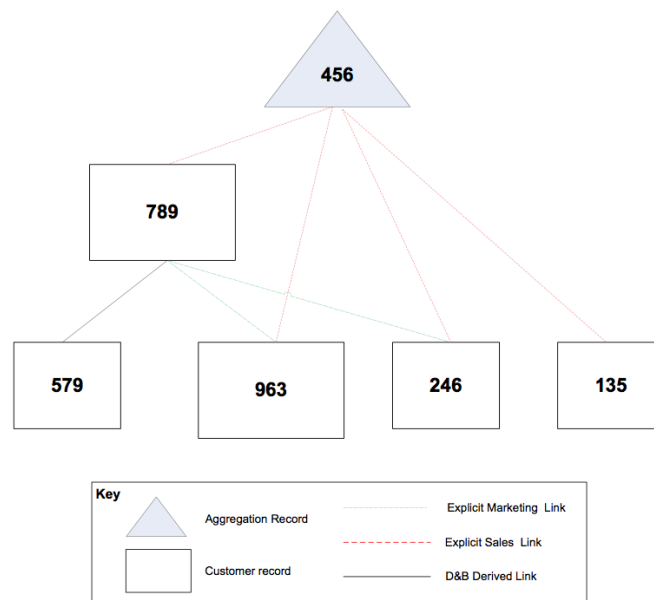 456
789
579
963
246
135
Key
Aggregation Record
Explicit Marketing Link
Explicit Sales Link
Customer record
D&B Derived Link